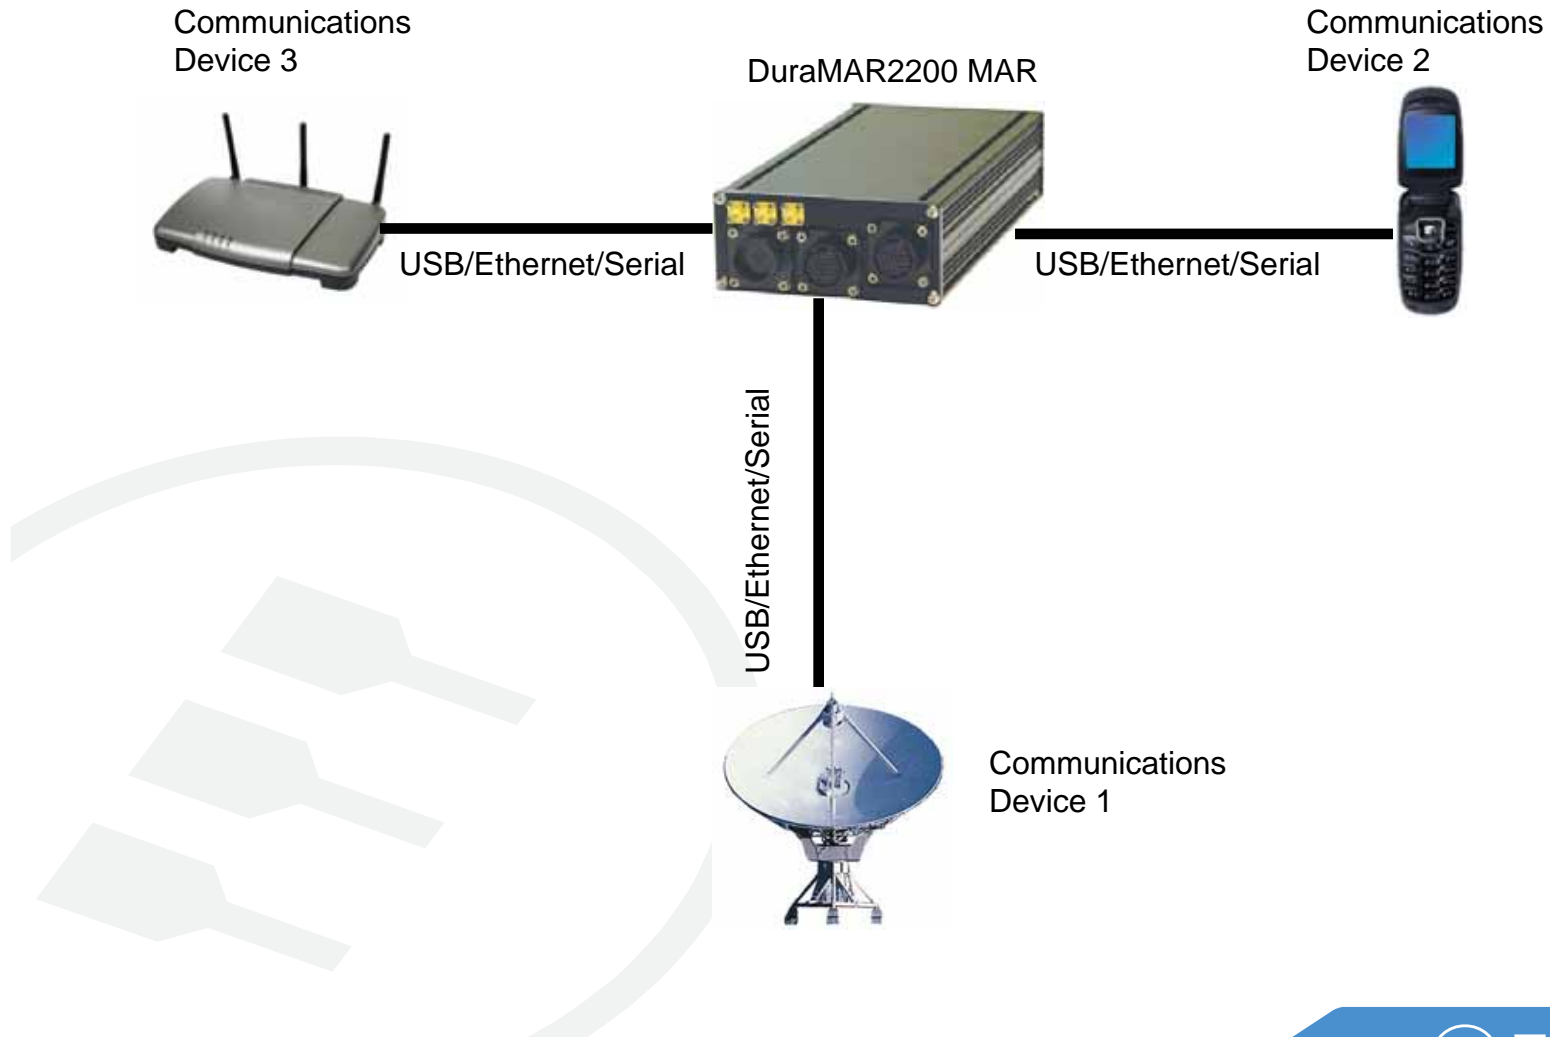 Communications
Device 3
DuraMAR2200 MAR
Communications
Device 2
USB/Ethernet/Serial
USB/Ethernet/Serial
USB/Ethernet/Serial
Communications
Device 1